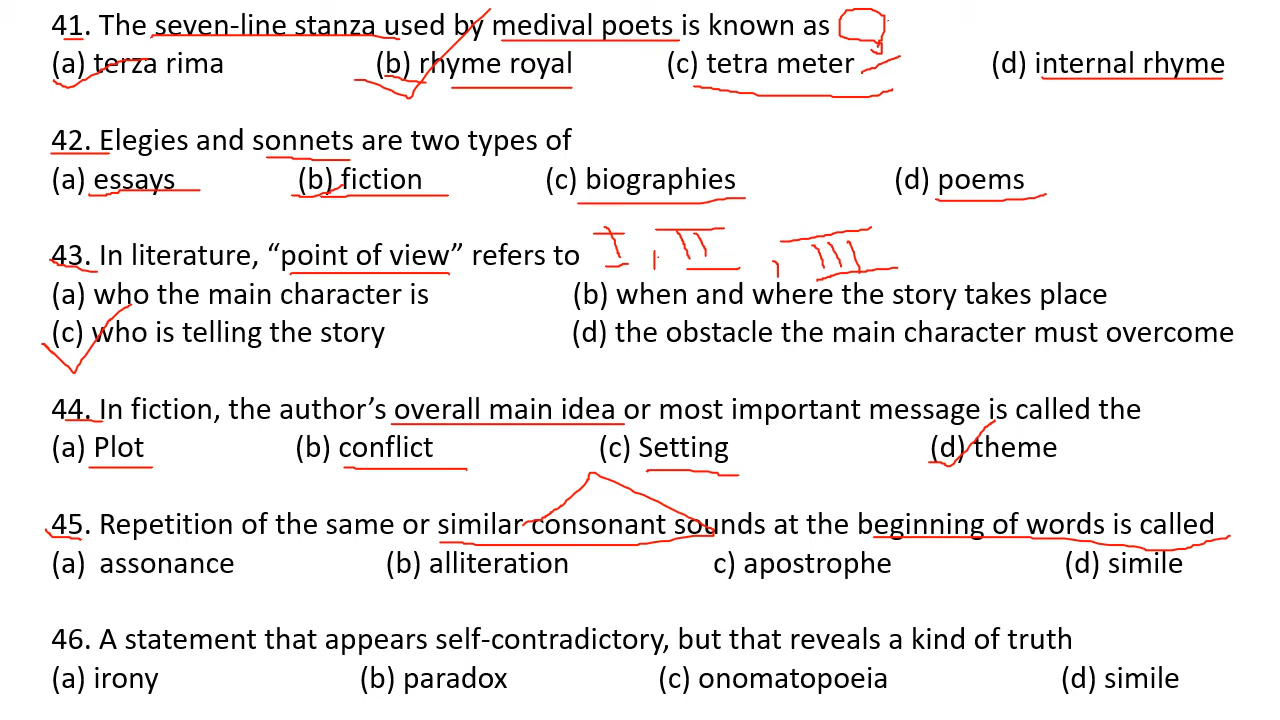 41. The seven-line stanza used by medival poets is known as
(a) terza rima (b) rhyme royal (c) tetra meter (d) internal rhyme
42. Elegies and sonnets are two types of
(a) essays (b) fiction (c) biographies (d) poems
43. In literature, “point of view” refers to I , II , III
(a) who the main character is (b) when and where the story takes place
(c) who is telling the story (d) the obstacle the main character must overcome
44. In fiction, the author’s overall main idea or most important message is called the
(a) Plot (b) conflict (c) Setting (d) theme
45. Repetition of the same or similar consonant sounds at the beginning of words is called
(a) assonance (b) alliteration c) apostrophe (d) simile
46. A statement that appears self-contradictory, but that reveals a kind of truth
(a) irony (b) paradox (c) onomatopoeia (d) simile